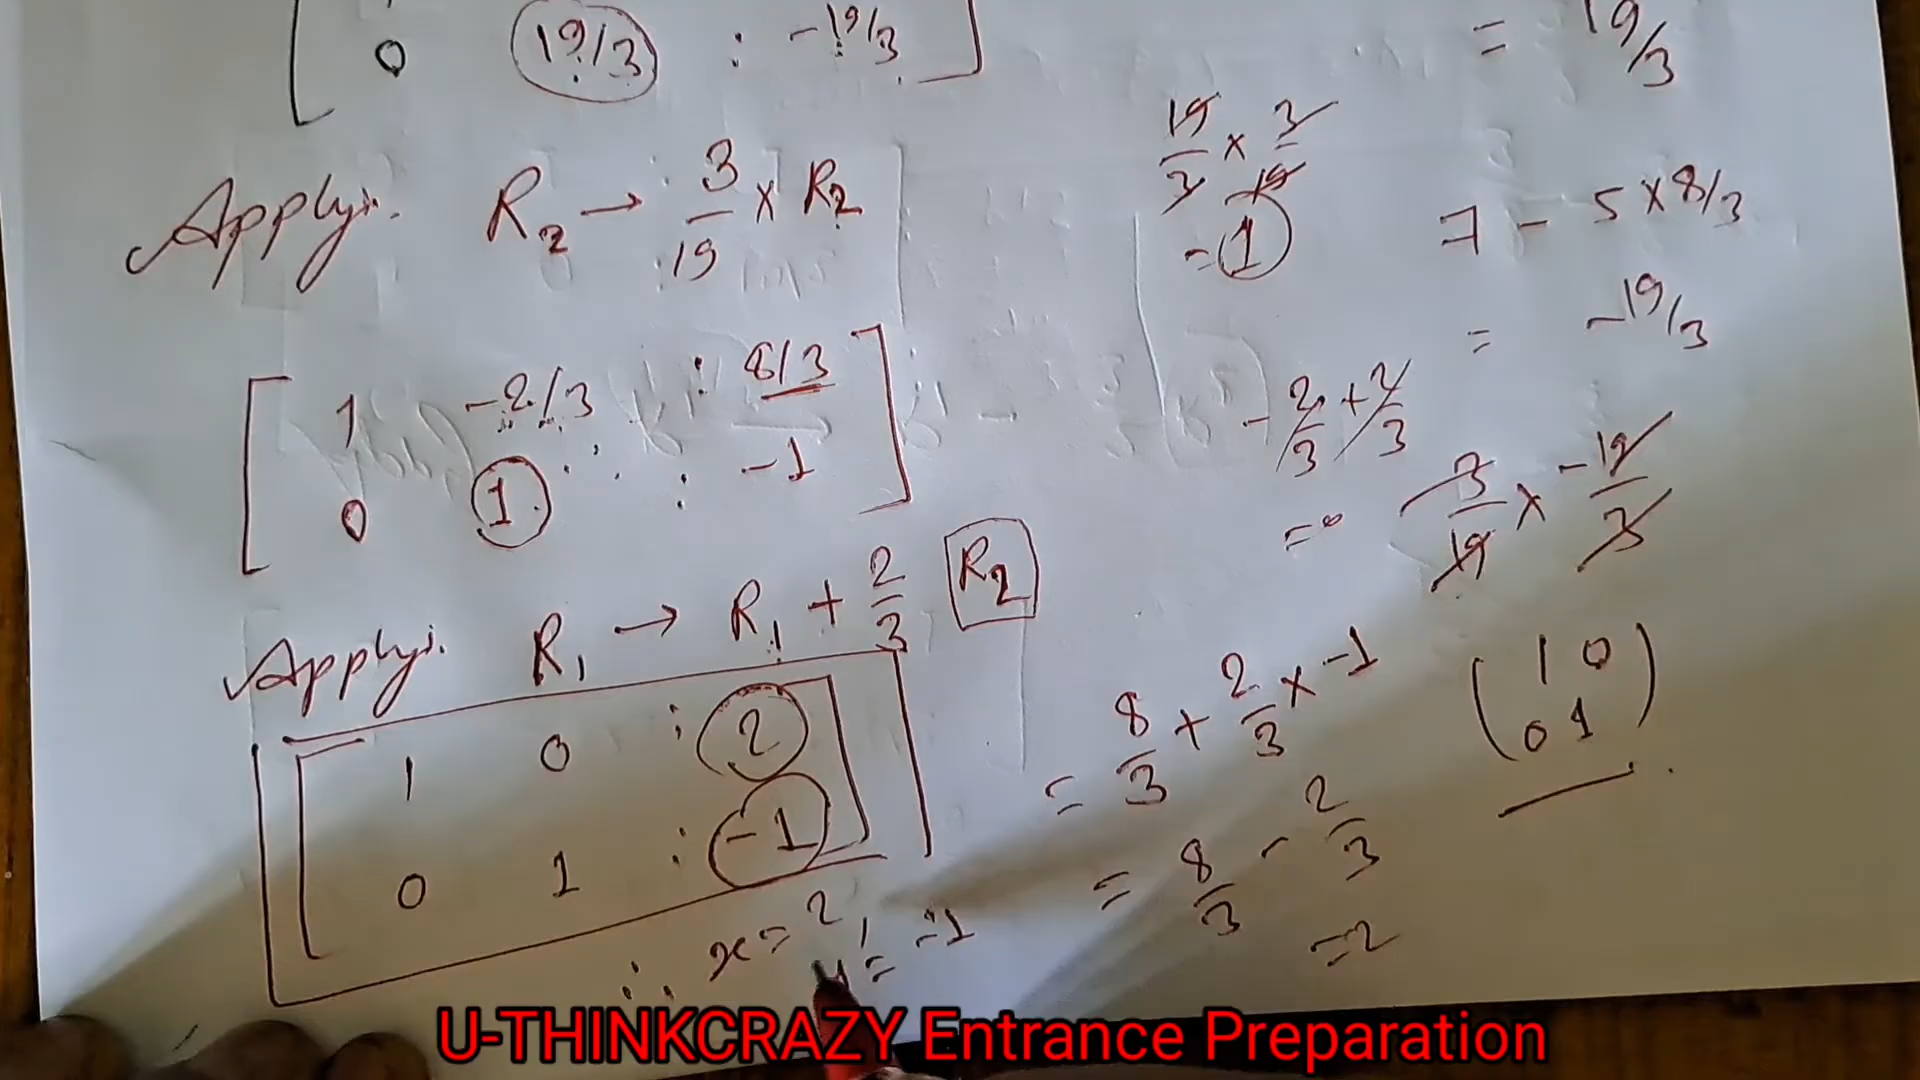 0 19/3 : -19/3
= 19/3
19/3 × 3/19
= 1
Apply:. R2 → 3/19 × R2
7 - 5 × 8/3
= -19/3
1 -2/3 : 8/3
0 1 : -1
-2/3 + 2/3
= 0
3/19 × -19/3
Apply:. R1 → R1 + 2/3 R2
1 0 : 2
0 1 : -1
= 8/3 + 2/3 × -1
= 8/3 - 2/3
= 2
1 0
0 1
∴ x = 2, y = -1
U-THINKCRAZY Entrance Preparation